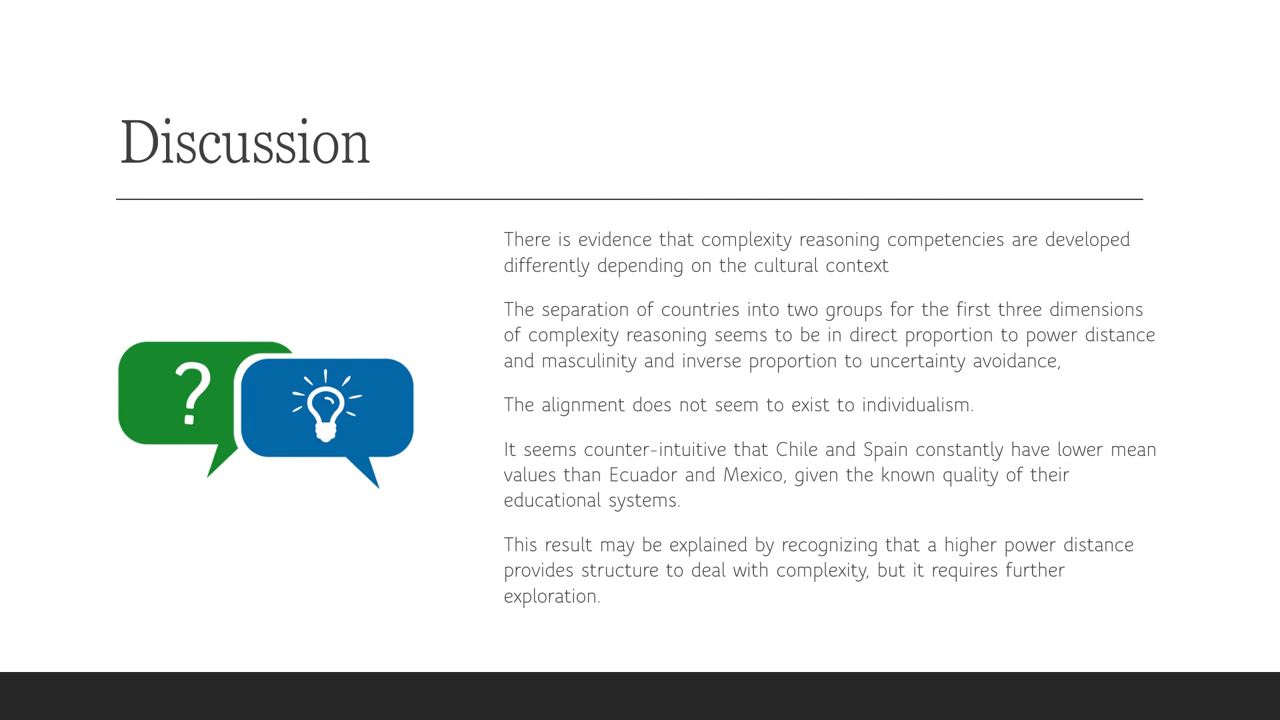 Discussion
There is evidence that complexity reasoning competencies are developed
differently depending on the cultural context
The separation of countries into two groups for the first three dimensions
of complexity reasoning seems to be in direct proportion to power distance
and masculinity and inverse proportion to uncertainty avoidance,
The alignment does not seem to exist to individualism.
It seems counter-intuitive that Chile and Spain constantly have lower mean
values than Ecuador and Mexico, given the known quality of their
educational systems.
This result may be explained by recognizing that a higher power distance
provides structure to deal with complexity, but it requires further
exploration.
?